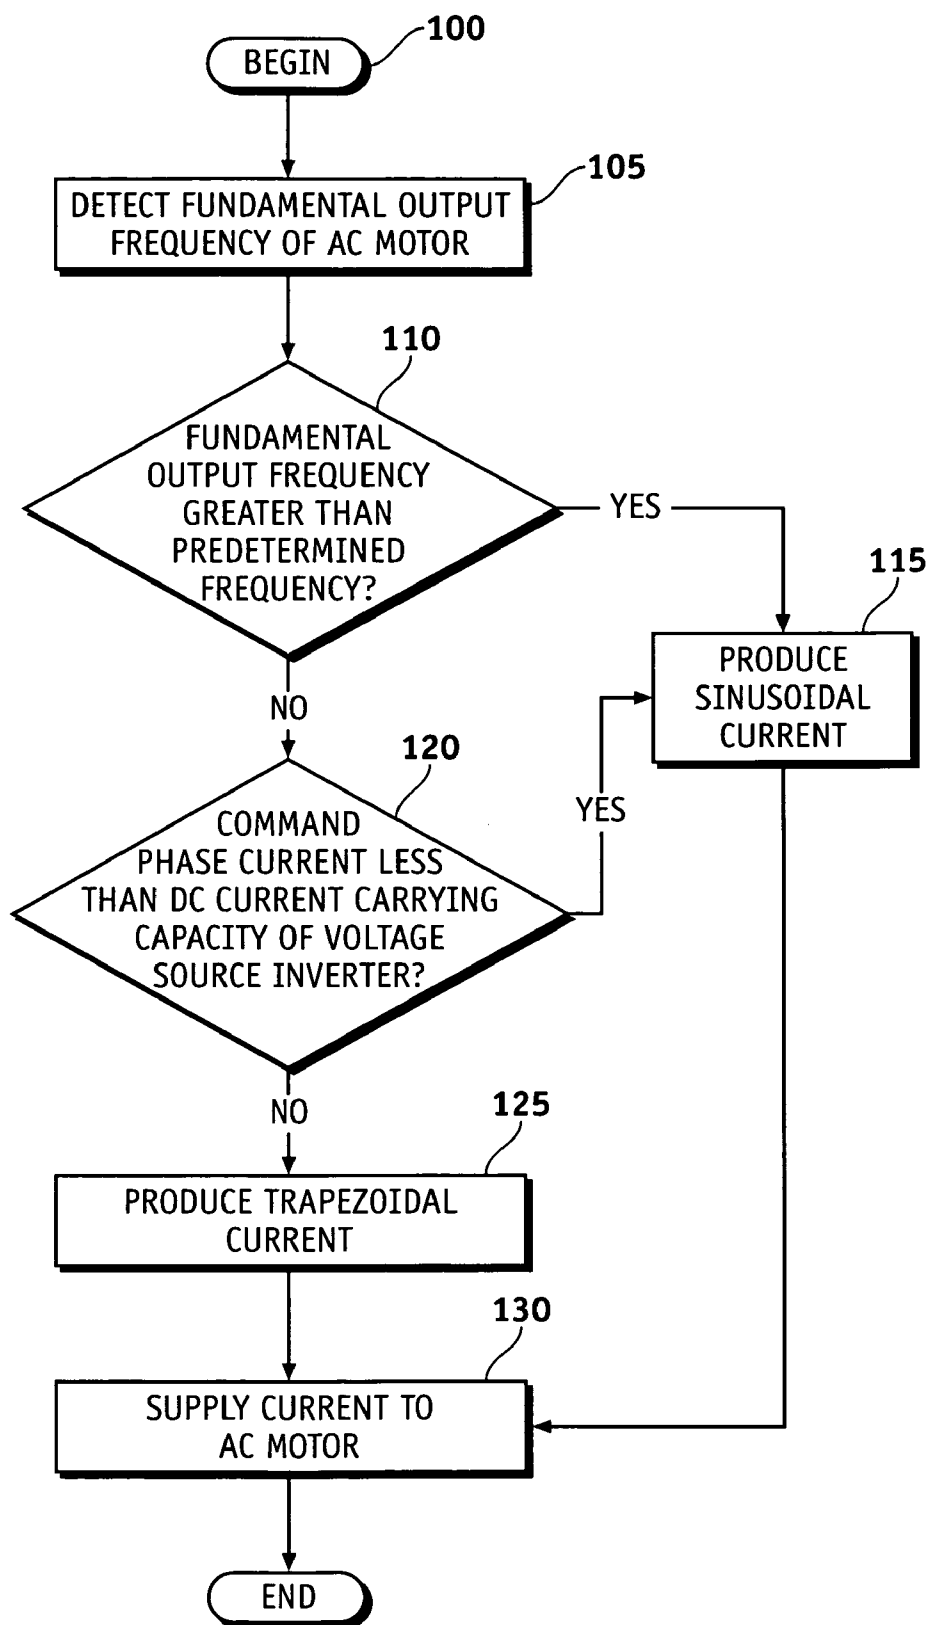 100
BEGIN
105
DETECT FUNDAMENTAL OUTPUT
FREQUENCY OF AC MOTOR
110
FUNDAMENTAL
OUTPUT FREQUENCY
GREATER THAN
PREDETERMINED
FREQUENCY?
YES
115
PRODUCE
SINUSOIDAL
CURRENT
NO
120
COMMAND
PHASE CURRENT LESS
THAN DC CURRENT CARRYING
CAPACITY OF VOLTAGE
SOURCE INVERTER?
YES
NO
125
PRODUCE TRAPEZOIDAL
CURRENT
130
SUPPLY CURRENT TO
AC MOTOR
END